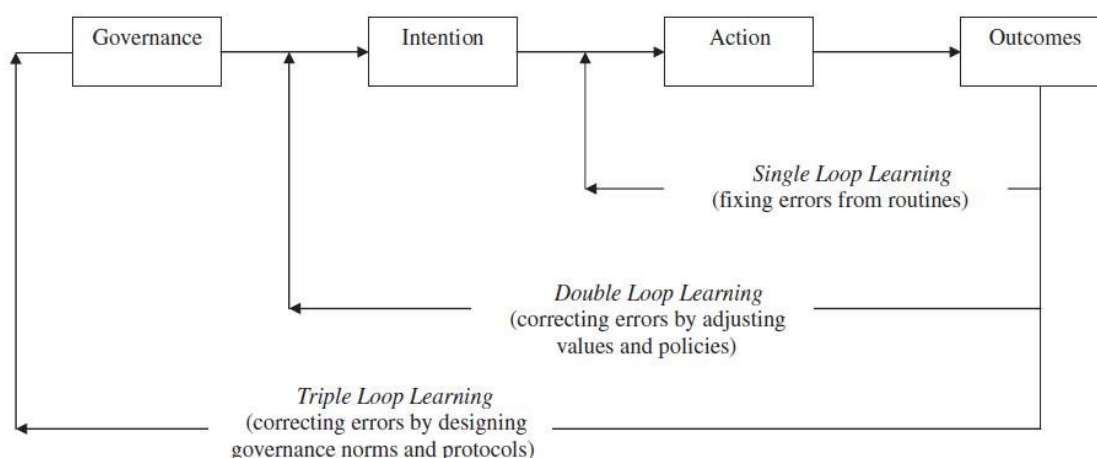 Governance
Intention
Action
Outcomes
Single Loop Learning
(fixing errors from routines)
Double Loop Learning
(correcting errors by adjusting
values and policies)
Triple Loop Learning
(correcting errors by designing
governance norms and protocols)